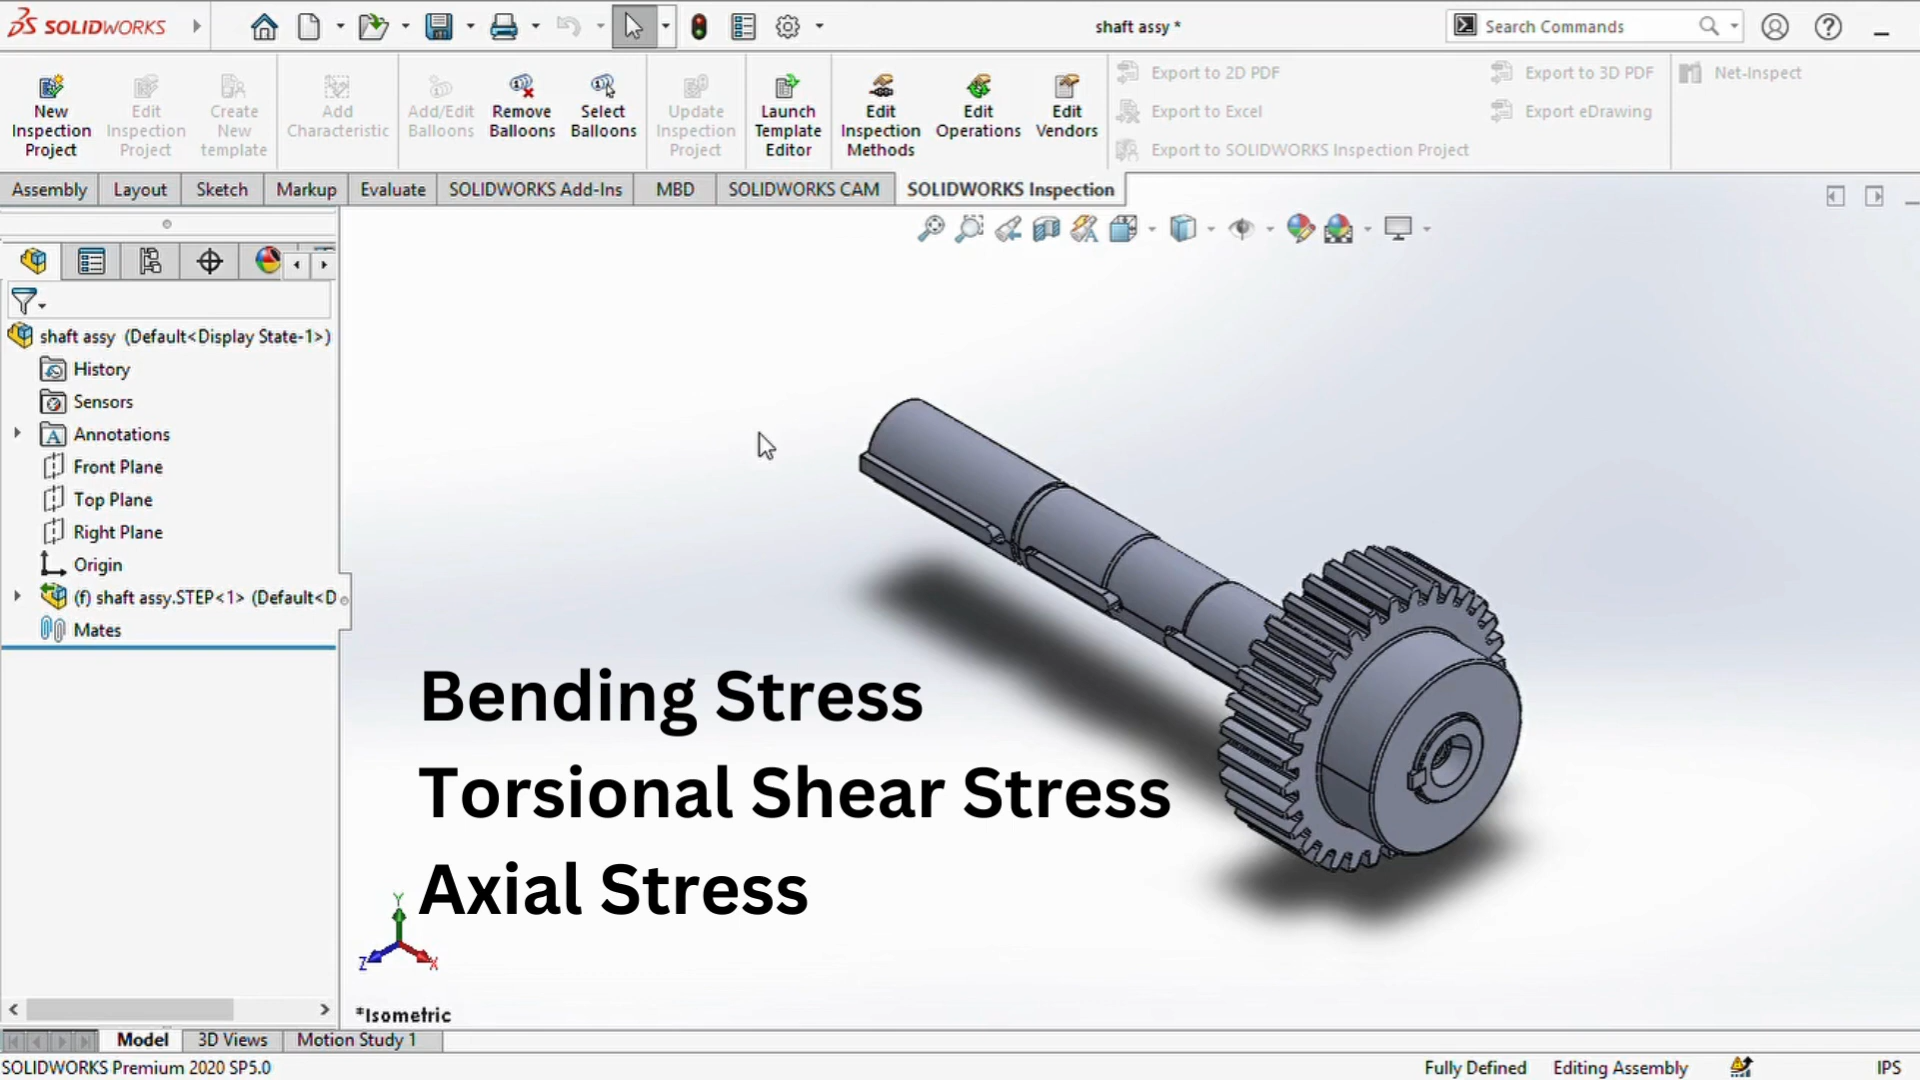 SOLIDWORKS
shaft assy *
Search Commands
New Inspection Project
Edit Inspection Project
Create New template
Add Characteristic
Add/Edit Balloons
Remove Balloons
Select Balloons
Update Inspection Project
Launch Template Editor
Edit Inspection Methods
Edit Operations
Edit Vendors
Export to 2D PDF
Export to Excel
Export to SOLIDWORKS Inspection Project
Export to 3D PDF
Export eDrawing
Net-Inspect
Assembly Layout Sketch Markup Evaluate SOLIDWORKS Add-Ins MBD SOLIDWORKS CAM SOLIDWORKS Inspection
shaft assy (Default<Display State-1>)
History
Sensors
Annotations
Front Plane
Top Plane
Right Plane
Origin
(f) shaft assy.STEP<1> (Default<D
Mates
Bending Stress
Torsional Shear Stress
Axial Stress
Y
Z
X
*Isometric
Model 3D Views Motion Study 1
SOLIDWORKS Premium 2020 SP5.0
Fully Defined Editing Assembly IPS